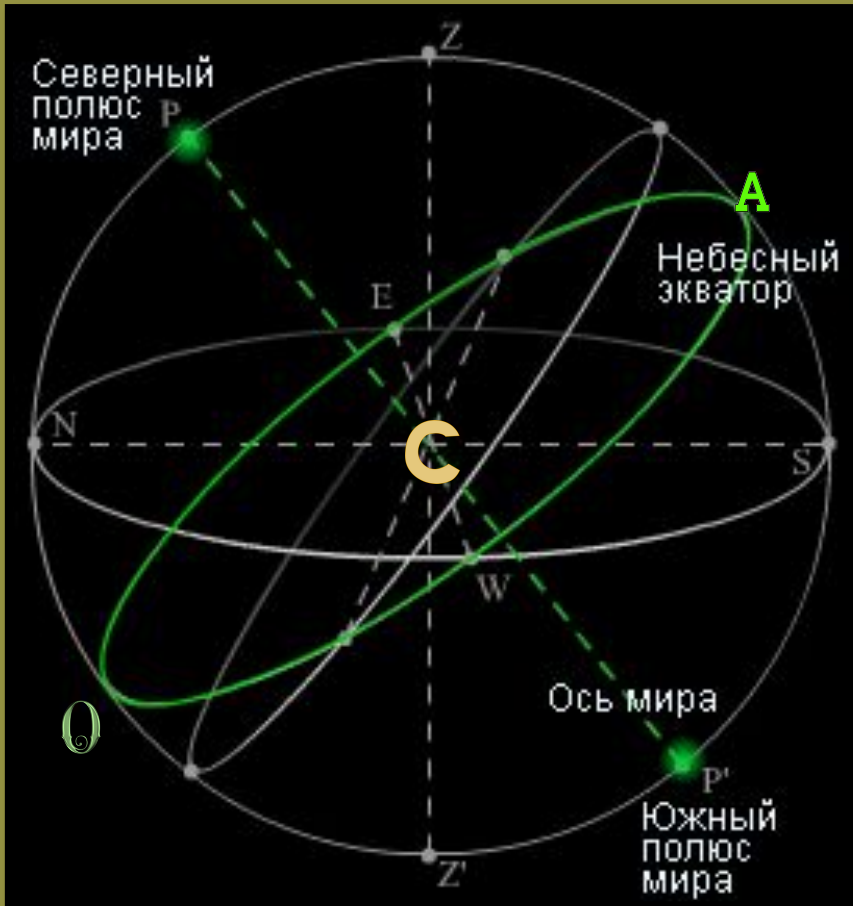 Z
Северный
полюс
мира
P
A
Небесный
экватор
E
N
C
S
W
Ось мира
O
P'
Южный
полюс
мира
Z'